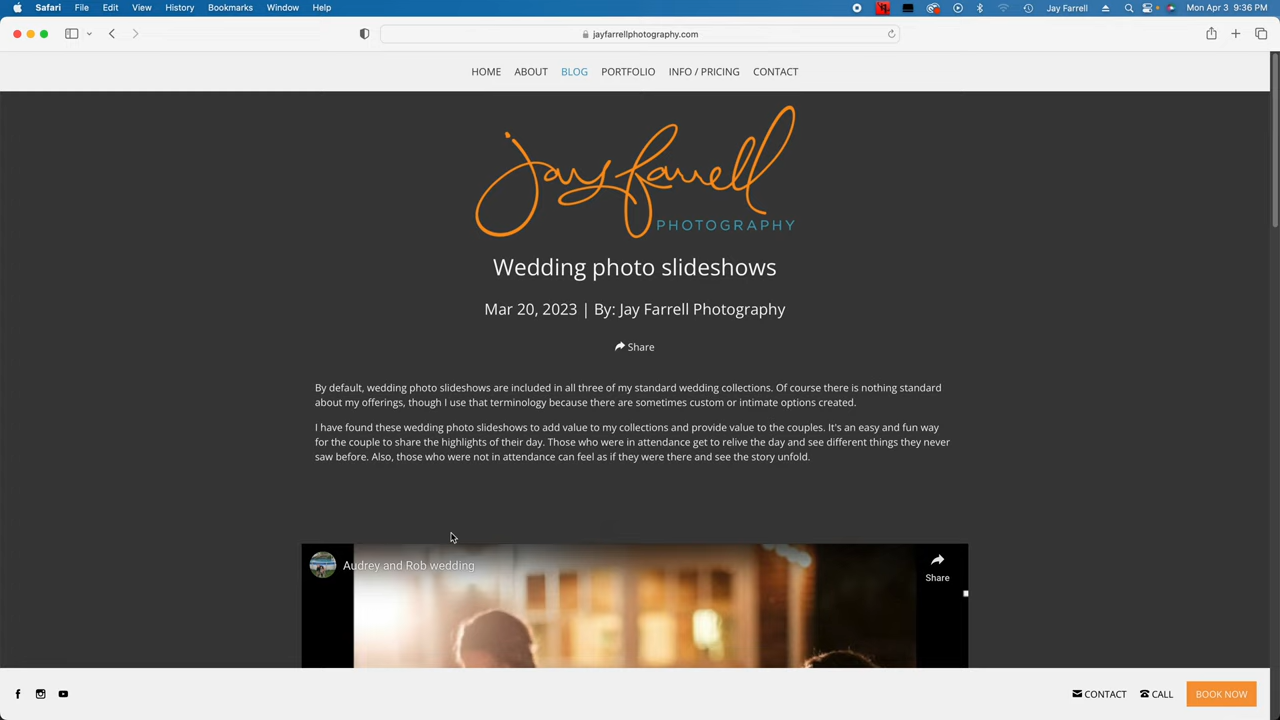 Safari File Edit View History Bookmarks Window Help Jay Farrell Mon Apr 3 9:36 PM
jayfarrellphotography.com
HOME ABOUT BLOG PORTFOLIO INFO / PRICING CONTACT
jay farrell
PHOTOGRAPHY
Wedding photo slideshows
Mar 20, 2023 | By: Jay Farrell Photography
Share
By default, wedding photo slideshows are included in all three of my standard wedding collections. Of course there is nothing standard
about my offerings, though I use that terminology because there are sometimes custom or intimate options created.
I have found these wedding photo slideshows to add value to my collections and provide value to the couples. It's an easy and fun way
for the couple to share the highlights of their day. Those who were in attendance get to relive the day and see different things they never
saw before. Also, those who were not in attendance can feel as if they were there and see the story unfold.
Audrey and Rob wedding
Share
CONTACT CALL BOOK NOW